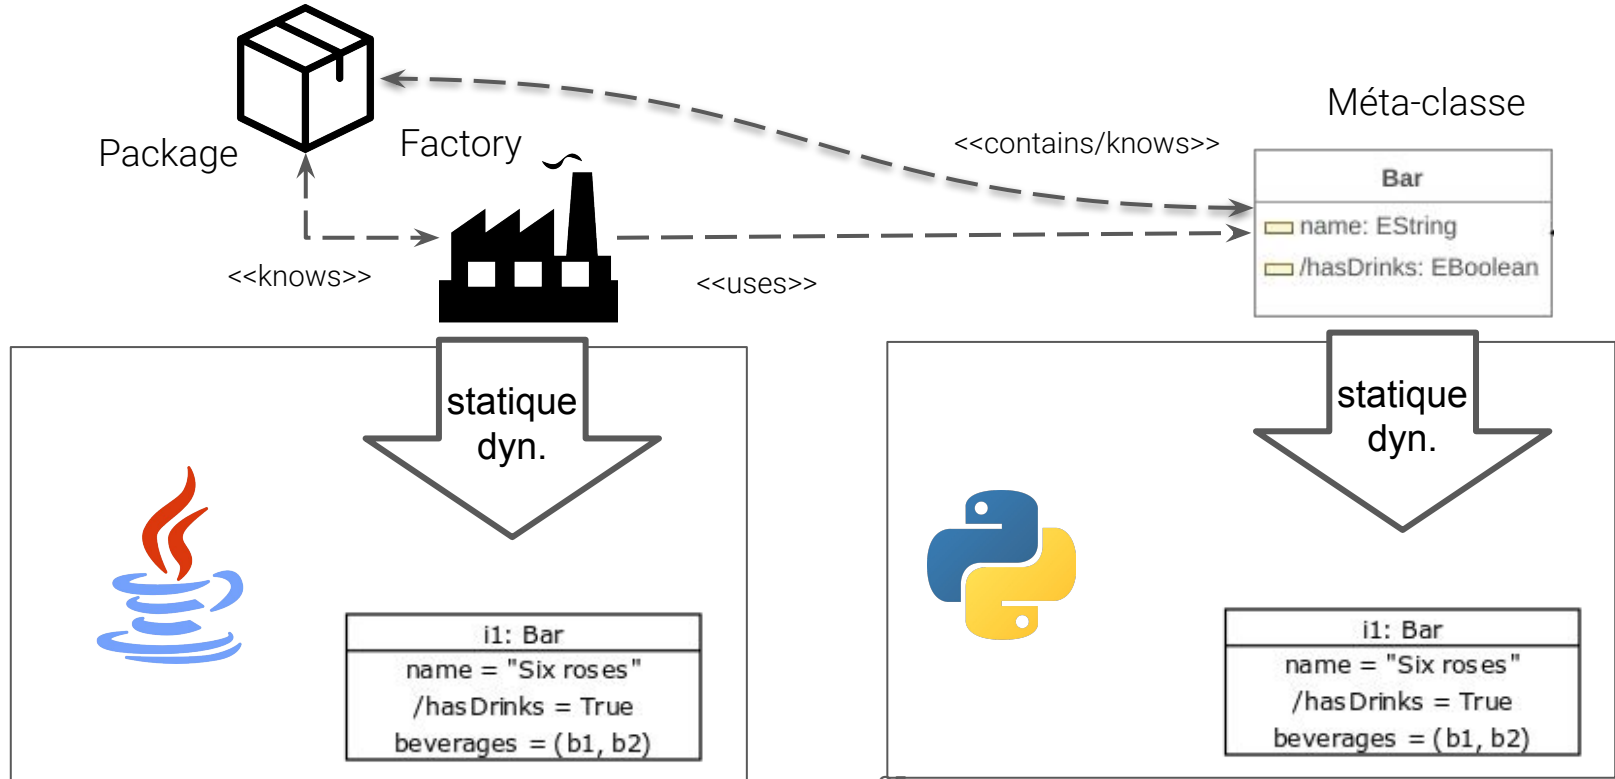 Package
Factory
<<contains/knows>>
Méta-classe
Bar
name: EString
/hasDrinks: EBoolean
<<knows>>
<<uses>>
statique
dyn.
statique
dyn.
i1: Bar
name = "Six roses"
/hasDrinks = True
beverages = (b1, b2)
i1: Bar
name = "Six roses"
/hasDrinks = True
beverages = (b1, b2)